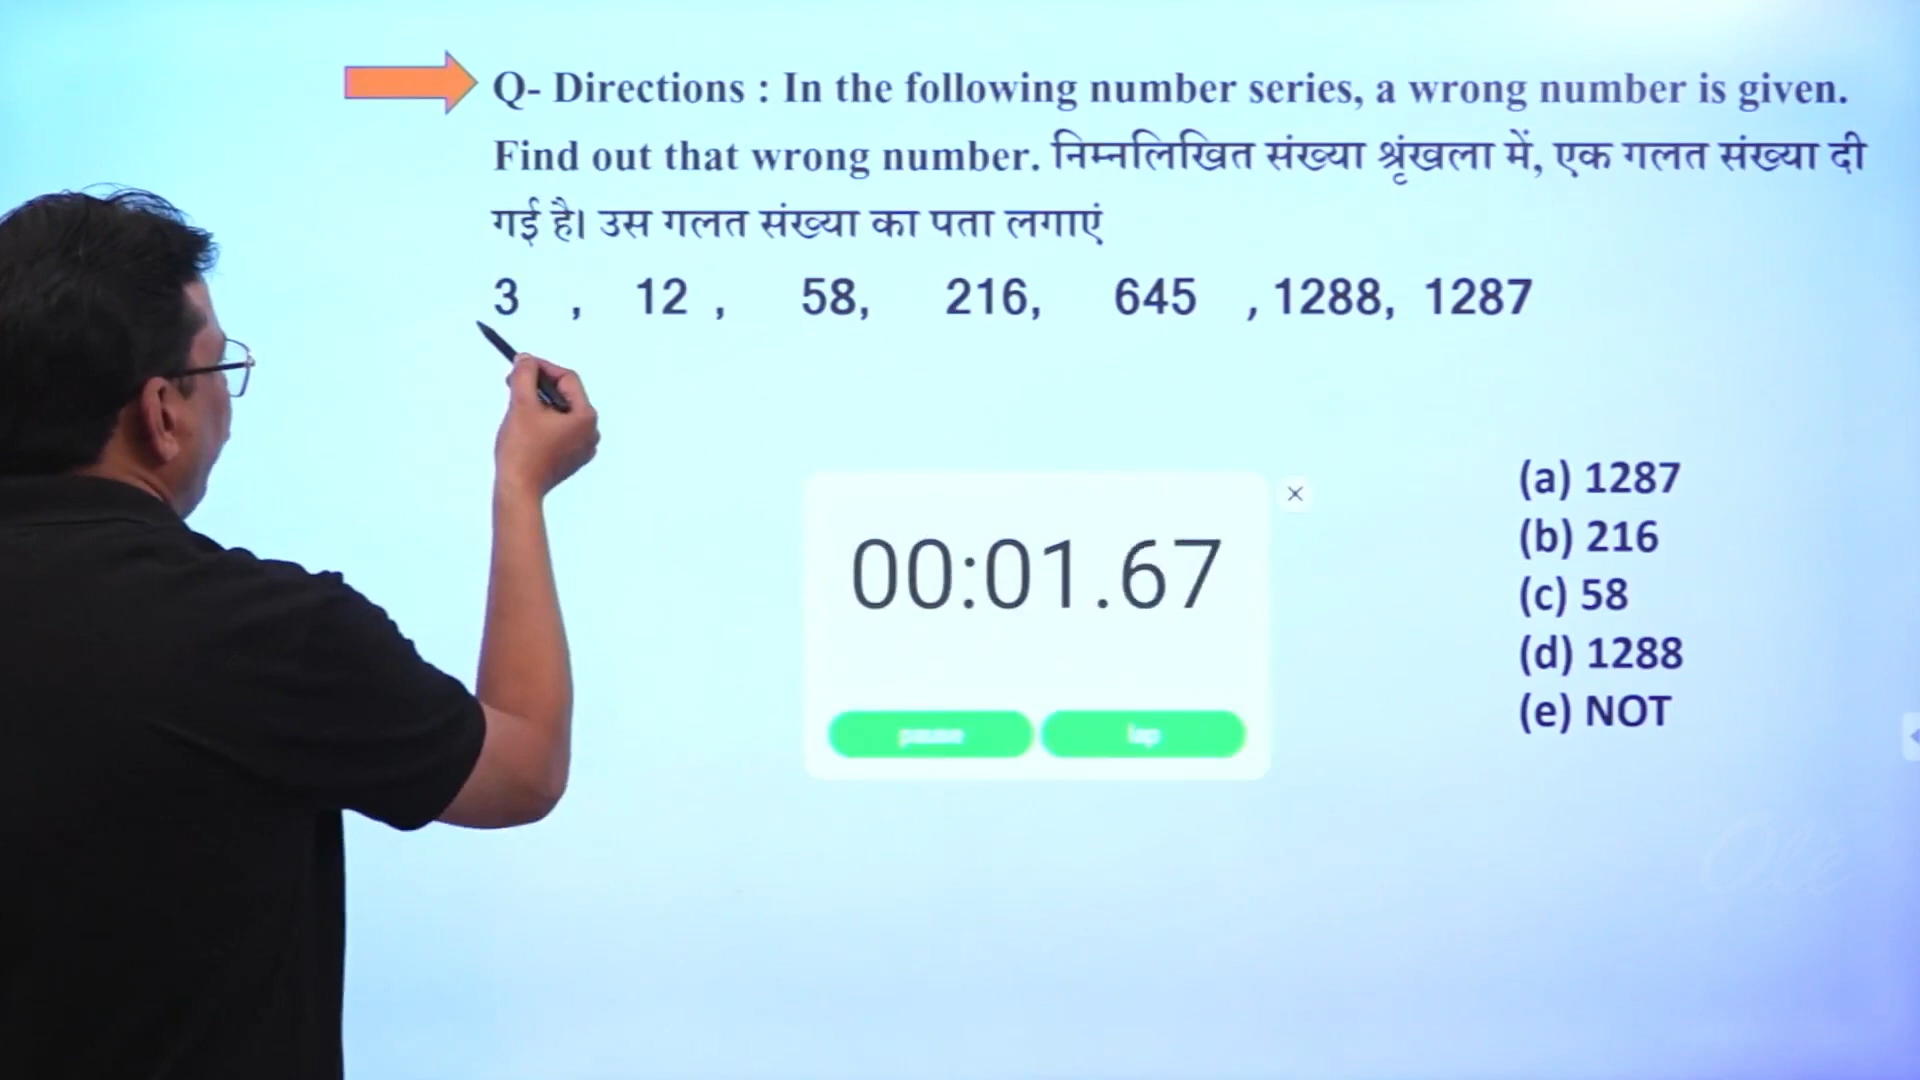 Q- Directions : In the following number series, a wrong number is given.
Find out that wrong number. निम्नलिखित संख्या श्रृंखला में, एक गलत संख्या दी
गई है। उस गलत संख्या का पता लगाएं
3 , 12 , 58, 216, 645 , 1288, 1287
00:01.67
pause lap
(a) 1287
(b) 216
(c) 58
(d) 1288
(e) NOT